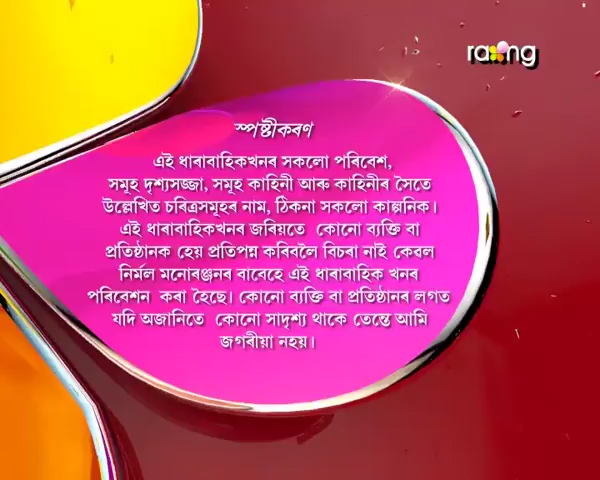 raang
স্পষ্টীকৰণ
এই ধাৰাবাহিকখনৰ সকলো পৰিবেশ,
সমূহ দৃশ্যসজ্জা, সমূহ কাহিনী আৰু কাহিনীৰ সৈতে
উল্লেখিত চৰিত্ৰসমূহৰ নাম, ঠিকনা সকলো কাল্পনিক।
এই ধাৰাবাহিকখনৰ জৰিয়তে কোনো ব্যক্তি বা
প্ৰতিষ্ঠানক হেয় প্ৰতিপন্ন কৰিবলৈ বিচৰা নাই কেৱল
নিৰ্মল মনোৰঞ্জনৰ বাবেহে এই ধাৰাবাহিক খনৰ
পৰিবেশন কৰা হৈছে। কোনো ব্যক্তি বা প্ৰতিষ্ঠানৰ লগত
যদি অজানিতে কোনো সাদৃশ্য থাকে তেন্তে আমি
জগৰীয়া নহয়।